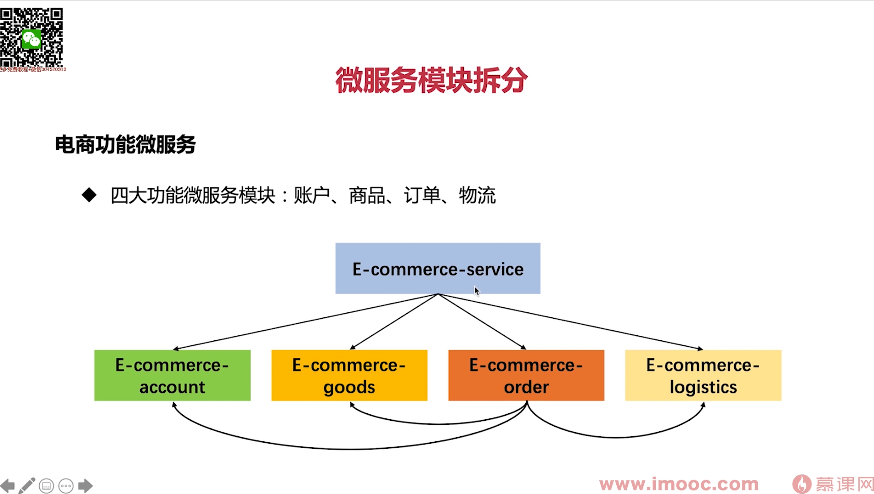 微服务模块拆分
电商功能微服务
◆ 四大功能微服务模块：账户、商品、订单、物流
E-commerce-service
E-commerce-
account
E-commerce-
goods
E-commerce-
order
E-commerce-
logistics
www.imooc.com
慕课网